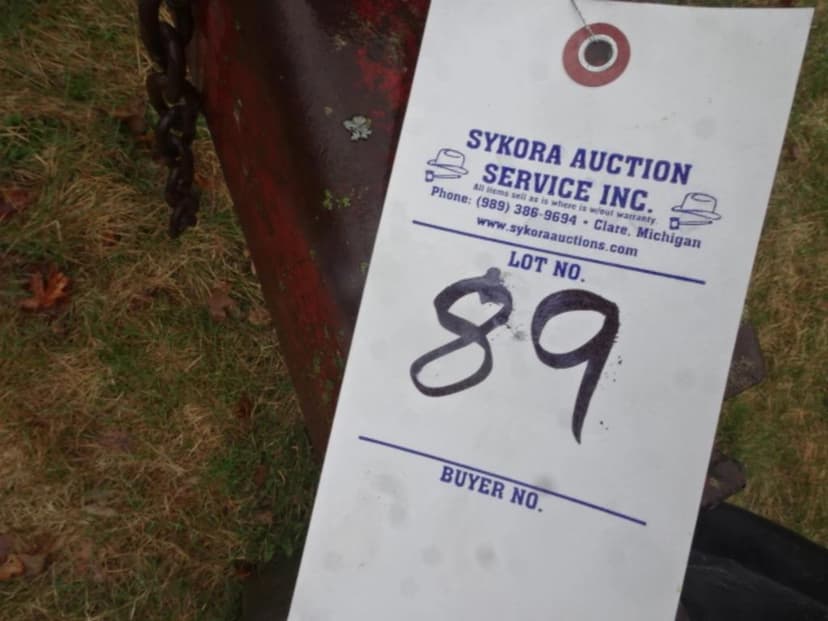 SYKORA AUCTION
SERVICE INC.
All items sell as is where is w/out warranty.
Phone: (989) 386-9694 • Clare, Michigan
www.sykoraauctions.com
LOT NO.
89
BUYER NO.